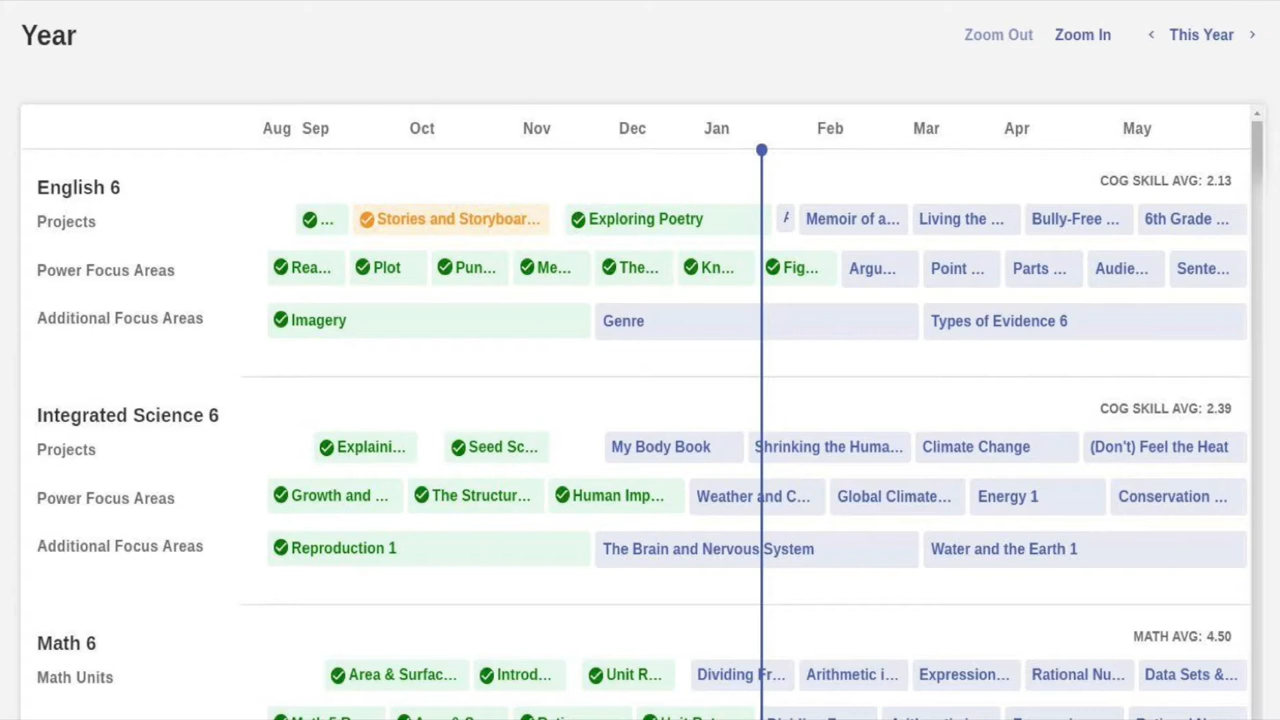 Year
Zoom Out Zoom In ‹ This Year ›
Aug Sep Oct Nov Dec Jan Feb Mar Apr May
English 6
COG SKILL AVG: 2.13
Projects ... Stories and Storyboar... Exploring Poetry Memoir of a... Living the ... Bully-Free ... 6th Grade ...
Power Focus Areas Rea... Plot Pun... Me... The... Kn... Fig... Argu... Point ... Parts ... Audie... Sente...
Additional Focus Areas Imagery Genre Types of Evidence 6
Integrated Science 6
COG SKILL AVG: 2.39
Projects Explaini... Seed Sc... My Body Book Shrinking the Huma... Climate Change (Don't) Feel the Heat
Power Focus Areas Growth and ... The Structur... Human Imp... Weather and C... Global Climate... Energy 1 Conservation ...
Additional Focus Areas Reproduction 1 The Brain and Nervous System Water and the Earth 1
Math 6
MATH AVG: 4.50
Math Units Area & Surfac... Introd... Unit R... Dividing Fr... Arithmetic i... Expression... Rational Nu... Data Sets &...